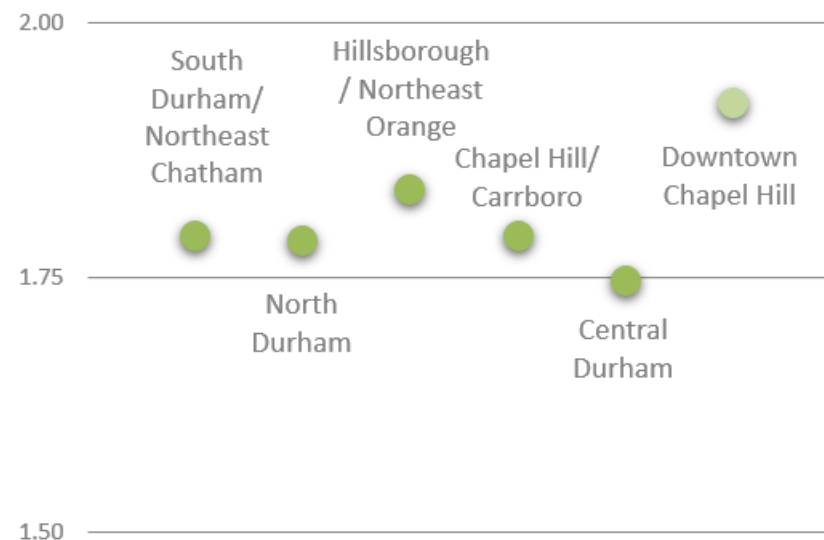 2.00
South
Durham/
Northeast
Chatham
Hillsborough
/ Northeast
Orange
Chapel Hill/
Carrboro
Downtown
Chapel Hill
1.75
North
Durham
Central
Durham
1.50